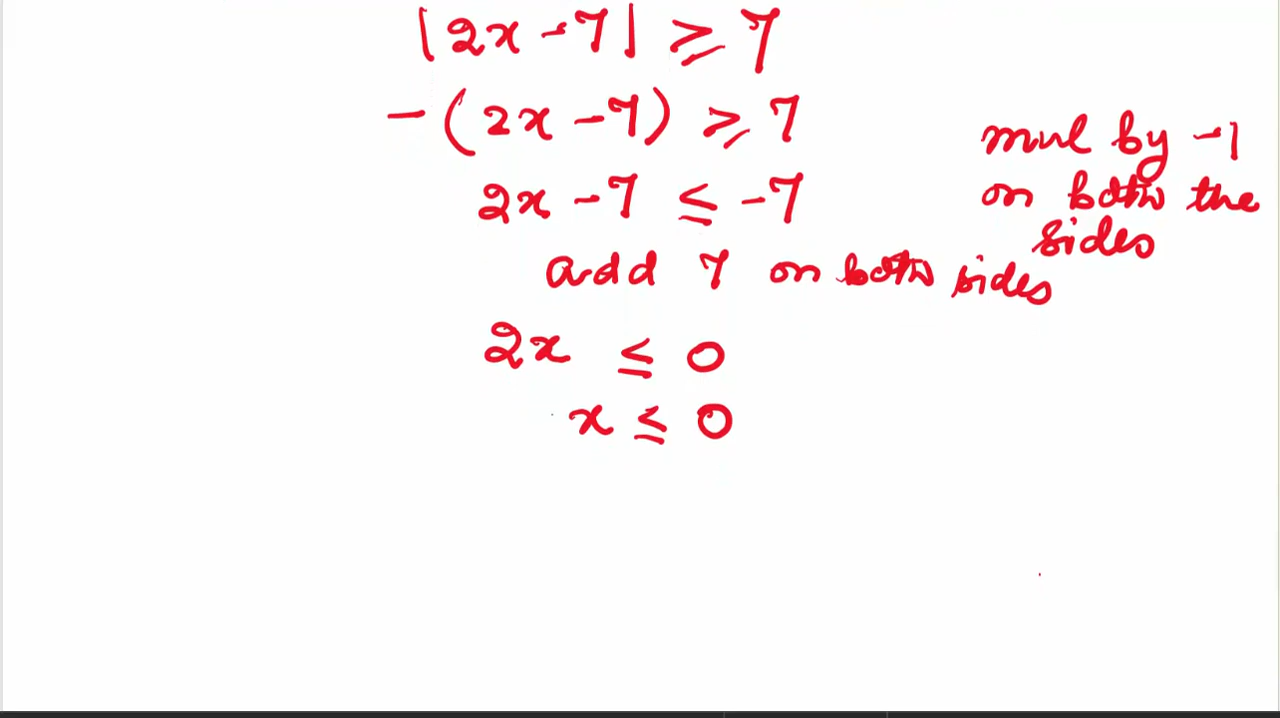 |2x - 7| ≥ 7
- (2x - 7) ≥ 7
mul by -1
2x - 7 ≤ -7
on both the
sides
add 7 on both sides
2x ≤ 0
x ≤ 0